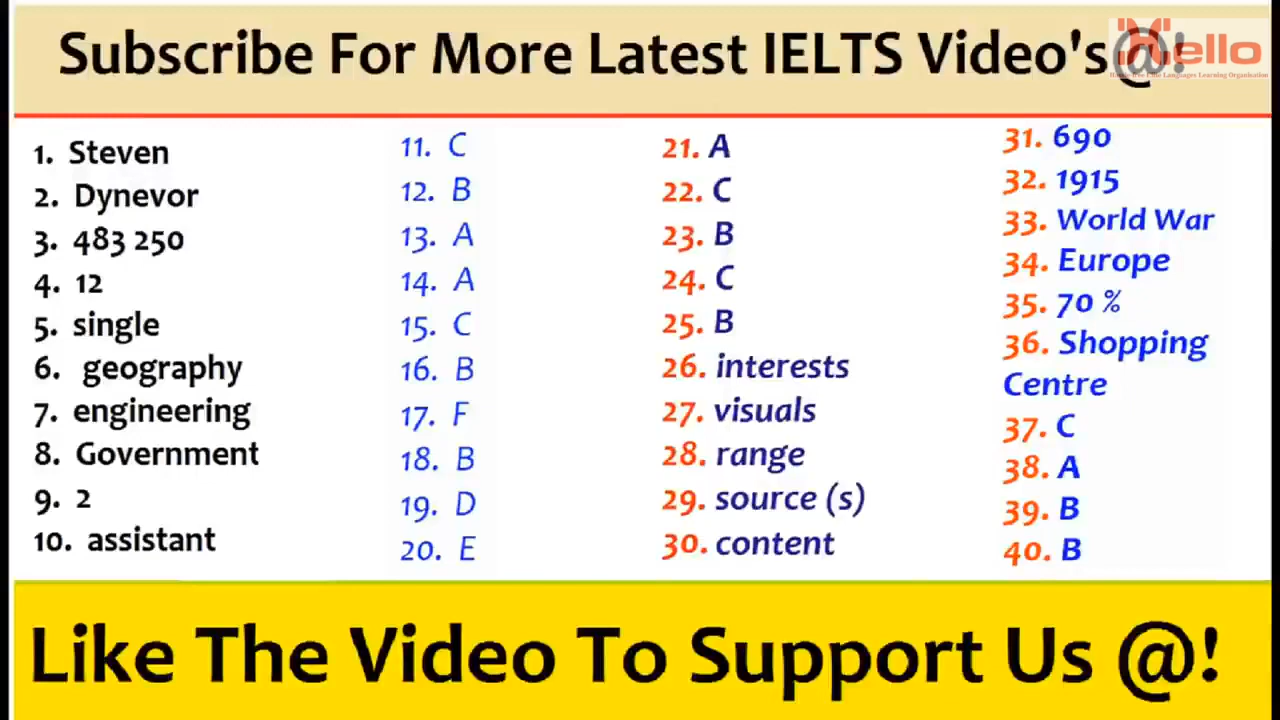 Subscribe For More Latest IELTS Video's@!
Hello
1. Steven
2. Dynevor
3. 483 250
4. 12
5. single
6. geography
7. engineering
8. Government
9. 2
10. assistant
11. C
12. B
13. A
14. A
15. C
16. B
17. F
18. B
19. D
20. E
21. A
22. C
23. B
24. C
25. B
26. interests
27. visuals
28. range
29. source (s)
30. content
31. 690
32. 1915
33. World War
34. Europe
35. 70 %
36. Shopping
Centre
37. C
38. A
39. B
40. B
Like The Video To Support Us @!